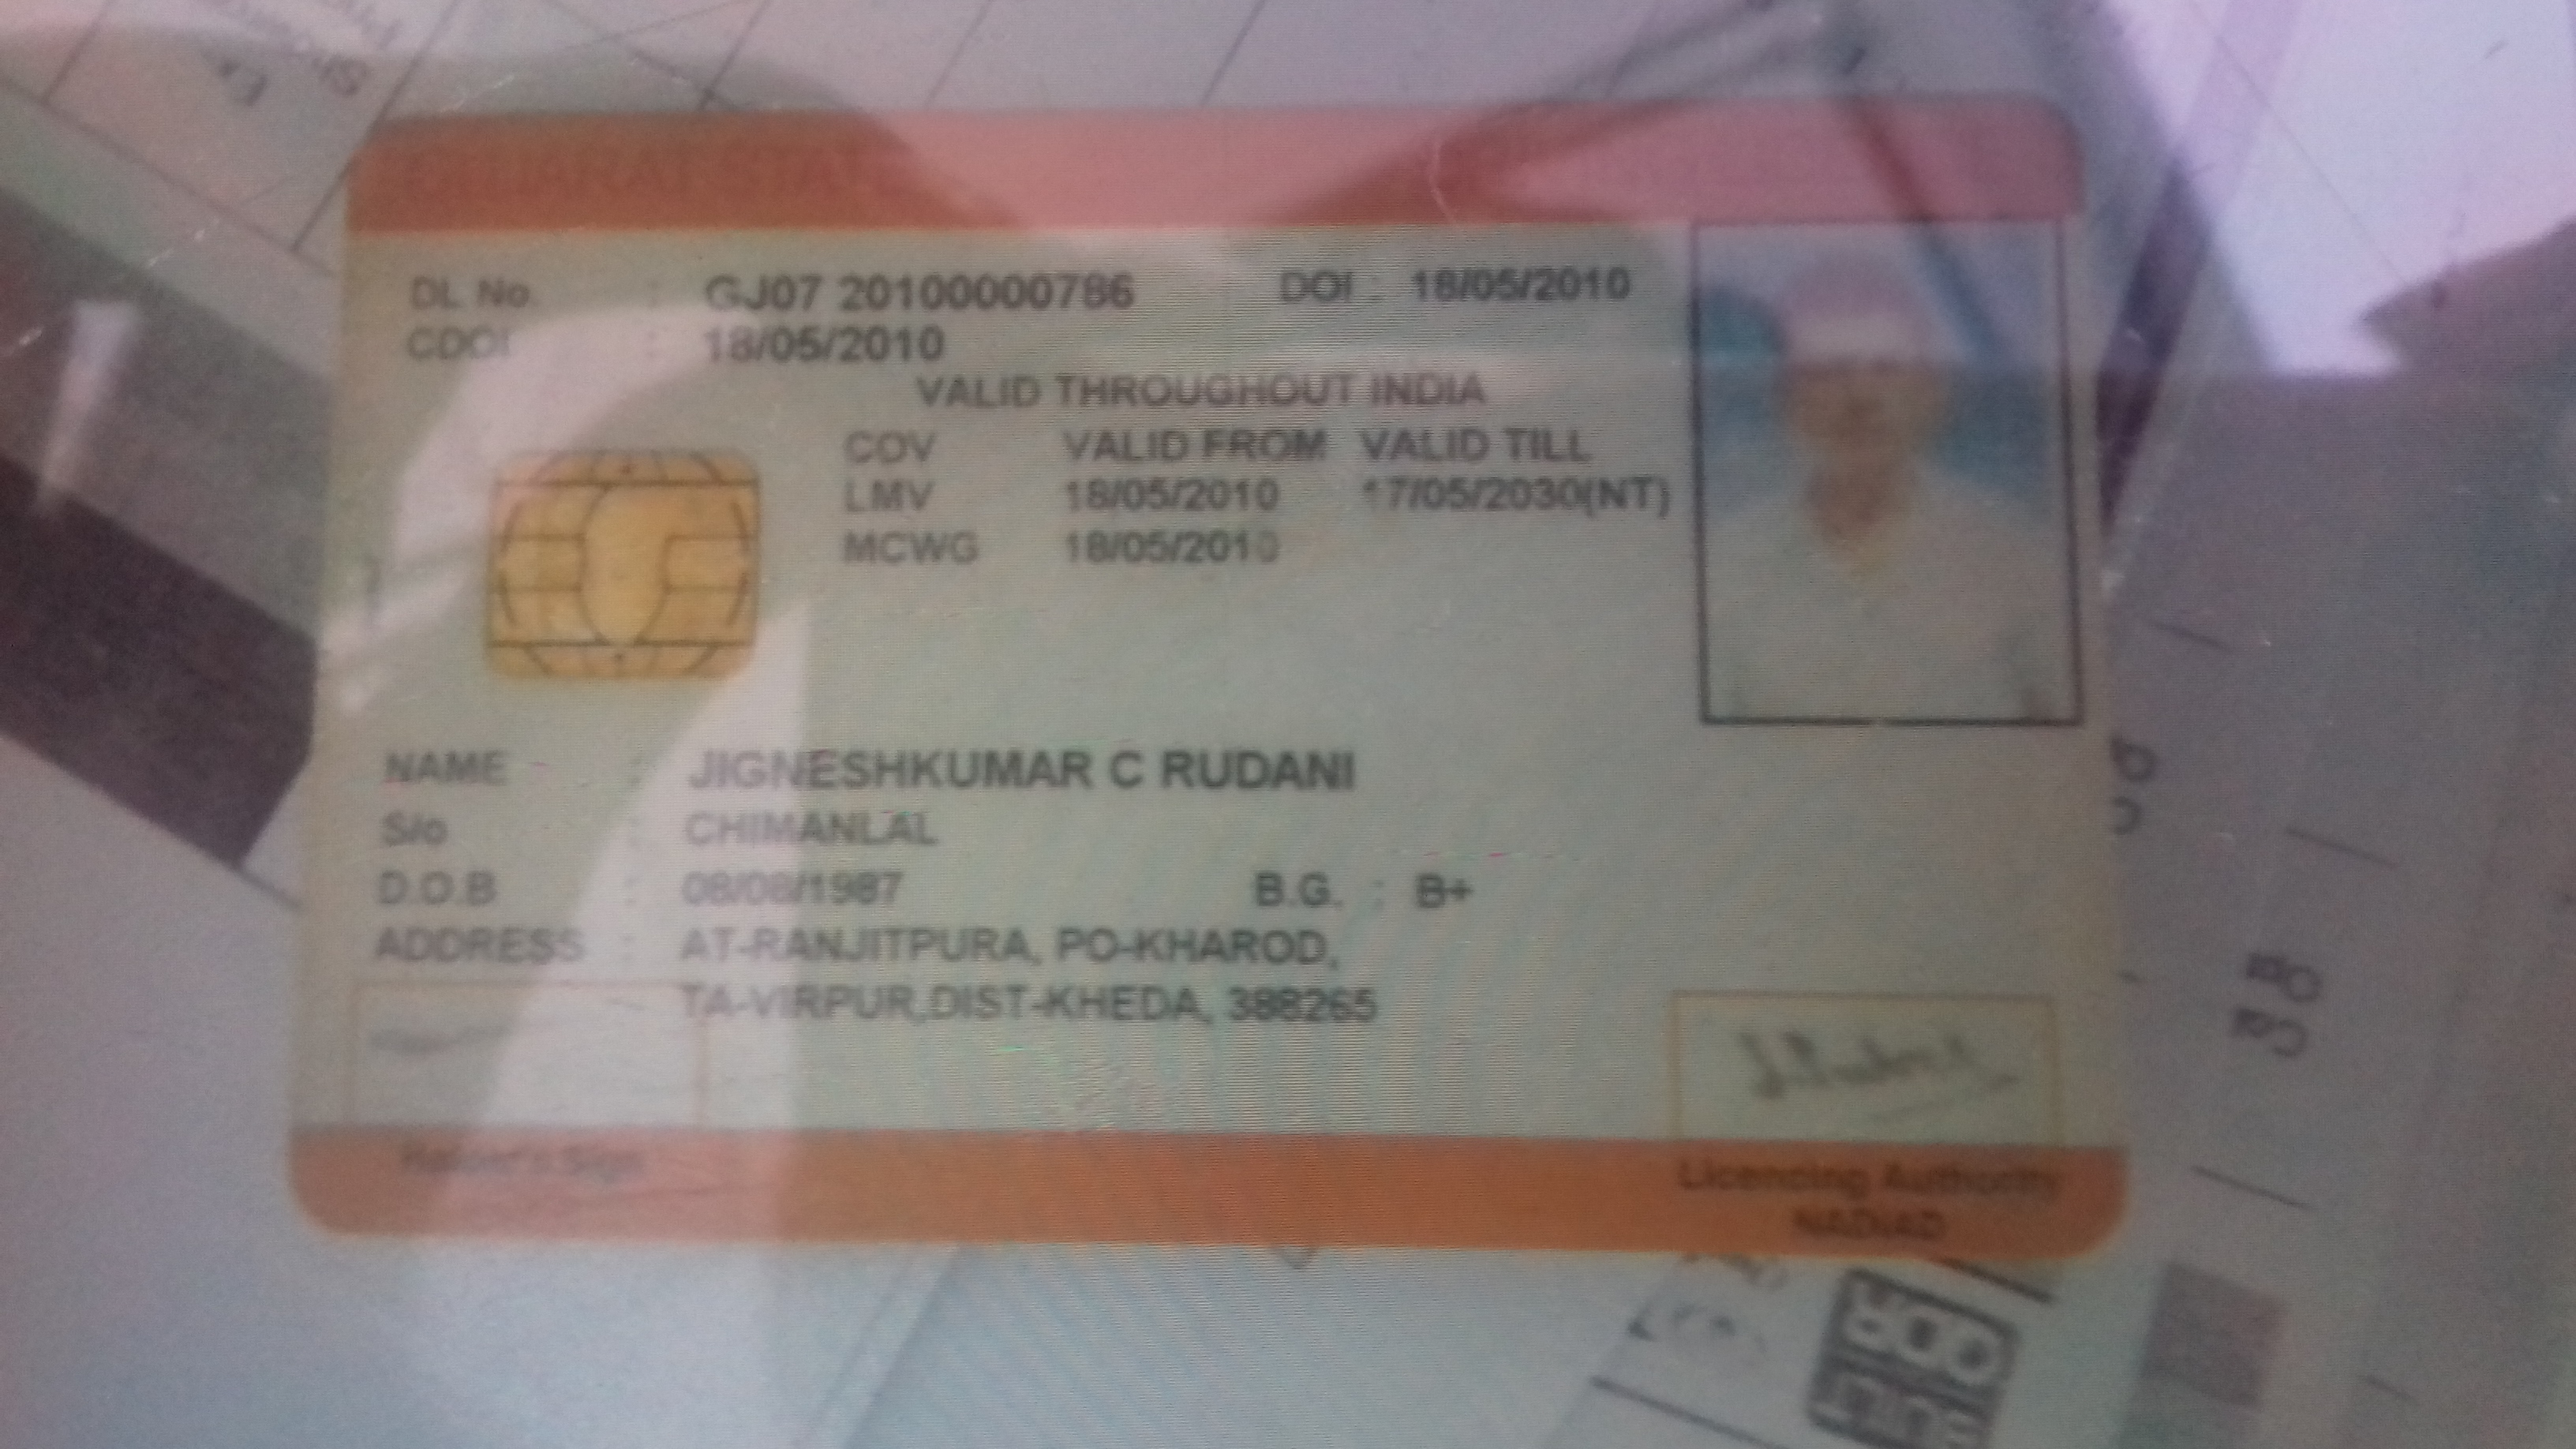 GUJARAT STATE
DL No. : GJ07 20100000786 DOI : 18/05/2010
CDOI : 18/05/2010
VALID THROUGHOUT INDIA
COV VALID FROM VALID TILL
LMV 18/05/2010 17/05/2030(NT)
MCWG 18/05/2010
NAME : JIGNESHKUMAR C RUDANI
S/o : CHIMANLAL
D.O.B : 08/08/1987 B.G. : B+
ADDRESS : AT-RANJITPURA, PO-KHAROD,
TA-VIRPUR,DIST-KHEDA, 388265
Holder's Sign
Licencing Authority
NADIAD